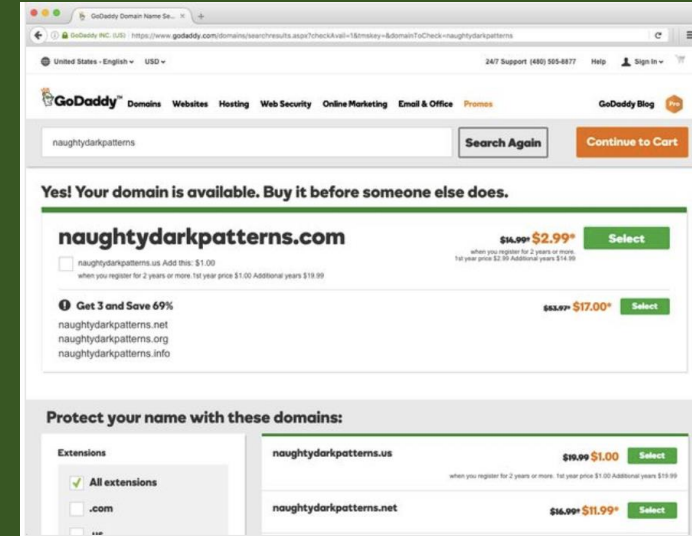 GoDaddy Domain Name Se... ×
GoDaddy INC. (US) https://www.godaddy.com/domains/searchresults.aspx?checkAvail=1&tmskey=&domainToCheck=naughtydarkpatterns
United States - English USD 24/7 Support (480) 505-8877 Help Sign In
GoDaddy™ Domains Websites Hosting Web Security Online Marketing Email & Office Promos GoDaddy Blog Pro
naughtydarkpatterns Search Again Continue to Cart
Yes! Your domain is available. Buy it before someone else does.
naughtydarkpatterns.com $14.99* $2.99* Select
when you register for 2 years or more.
1st year price $2.99 Additional years $14.99
naughtydarkpatterns.us Add this: $1.00
when you register for 2 years or more. 1st year price $1.00 Additional years $19.99
Get 3 and Save 69% $53.97* $17.00* Select
naughtydarkpatterns.net
naughtydarkpatterns.org
naughtydarkpatterns.info
Protect your name with these domains:
Extensions
All extensions
.com
naughtydarkpatterns.us $19.99 $1.00 Select
when you register for 2 years or more. 1st year price $1.00 Additional years $19.99
naughtydarkpatterns.net $16.99* $11.99* Select